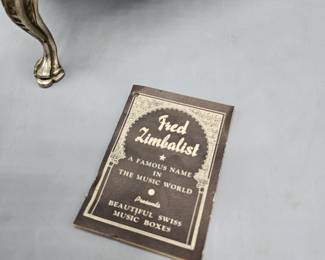 Fred
Zimbalist
A FAMOUS NAME
IN
THE MUSIC WORLD
Presents
BEAUTIFUL SWISS
MUSIC BOXES